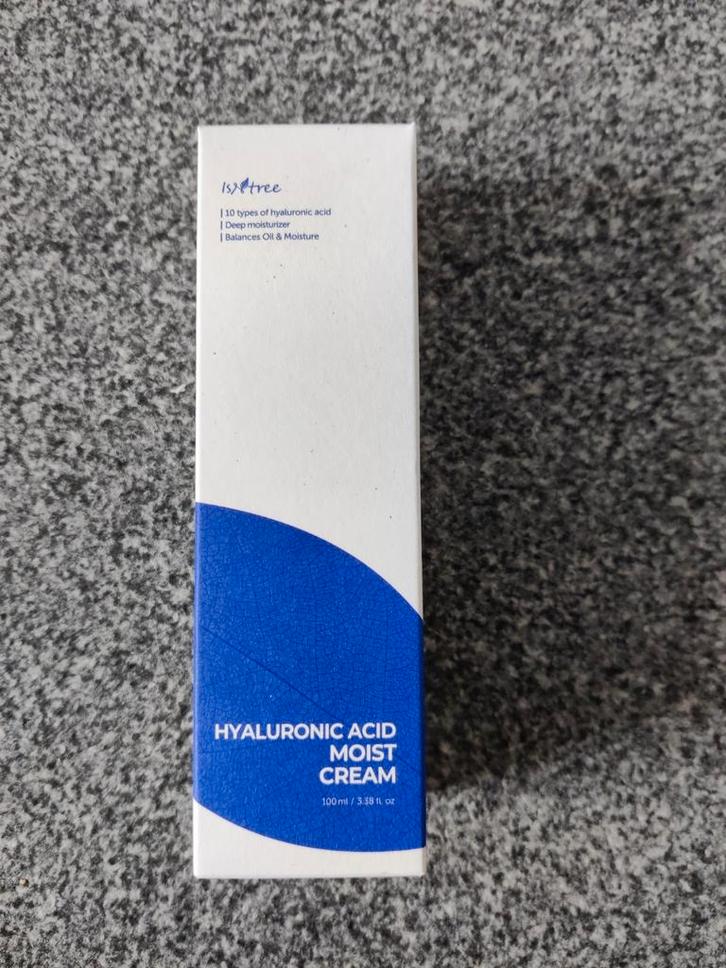 Isntree
10 types of hyaluronic acid
Deep moisturizer
Balances Oil & Moisture
HYALURONIC ACID
MOIST
CREAM
100 ml / 3.38 fl. oz